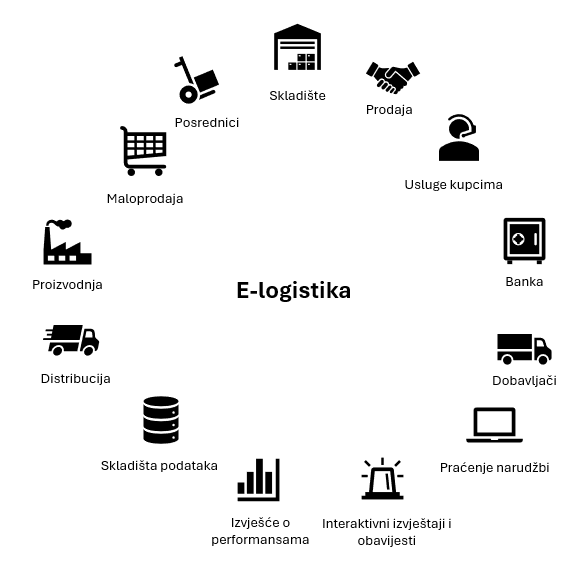 Skladište
Prodaja
Posrednici
Usluge kupcima
Maloprodaja
Banka
Proizvodnja
E-logistika
Distribucija
Dobavljači
Skladišta podataka
Praćenje narudžbi
Izvješće o
performansama
Interaktivni izvještaji i
obavijesti